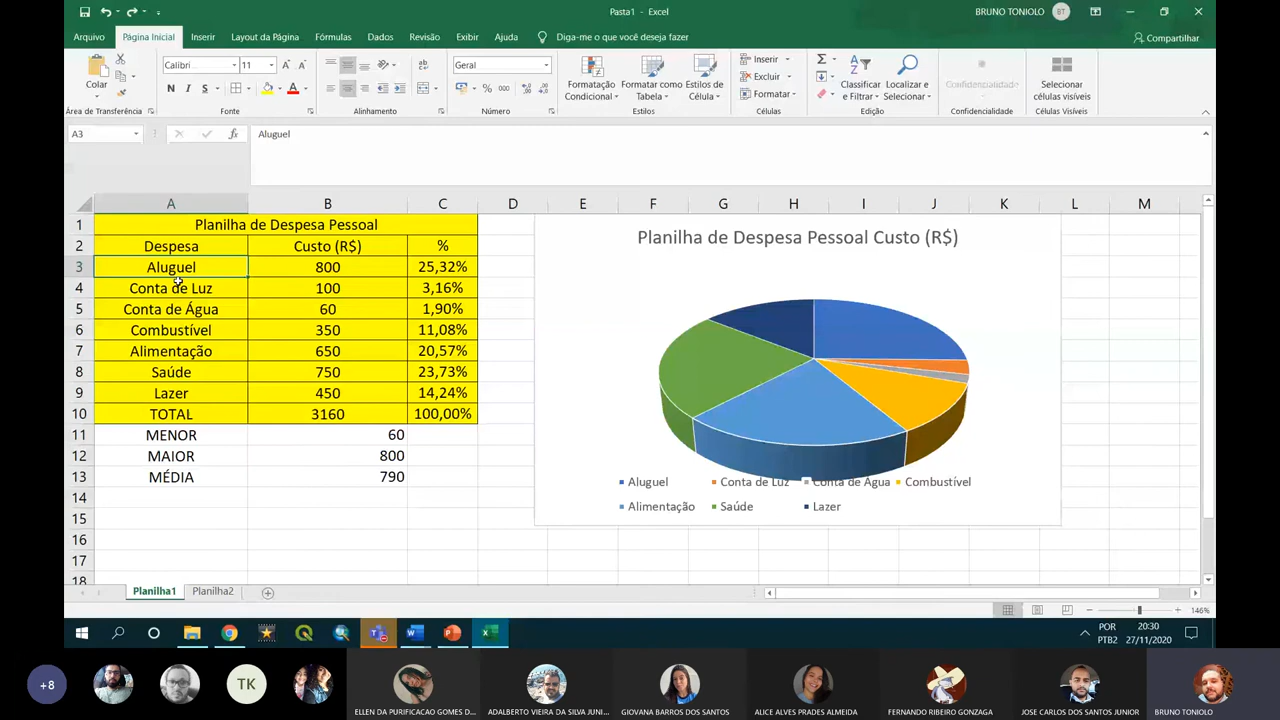 Pasta1 - Excel
BRUNO TONIOLO
BT
Arquivo
Página Inicial
Inserir
Layout da Página
Fórmulas
Dados
Revisão
Exibir
Ajuda
Diga-me o que você deseja fazer
Compartilhar
Colar
Calibri
11
N I S
Geral
Formatação Condicional
Formatar como Tabela
Estilos de Célula
Inserir
Excluir
Formatar
Classificar e Filtrar
Localizar e Selecionar
Confidencialidade
Selecionar células visíveis
Área de Transferência
Fonte
Alinhamento
Número
Estilos
Células
Edição
Confidencialidade
Células Visíveis
A3
fx
Aluguel
A B C D E F G H I J K L M
1 Planilha de Despesa Pessoal
2 Despesa Custo (R$) %
3 Aluguel 800 25,32%
4 Conta de Luz 100 3,16%
5 Conta de Água 60 1,90%
6 Combustível 350 11,08%
7 Alimentação 650 20,57%
8 Saúde 750 23,73%
9 Lazer 450 14,24%
10 TOTAL 3160 100,00%
11 MENOR 60
12 MAIOR 800
13 MÉDIA 790
14
15
16
17
18
Planilha de Despesa Pessoal Custo (R$)
Aluguel Conta de Luz Conta de Água Combustível
Alimentação Saúde Lazer
Planilha1 Planilha2
146%
POR
PTB2
20:30
27/11/2020
+8
TK
ELLEN DA PURIFICACAO GOMES D...
ADALBERTO VIEIRA DA SILVA JUNI...
GIOVANA BARROS DOS SANTOS
ALICE ALVES PRADES ALMEIDA
FERNANDO RIBEIRO GONZAGA
JOSE CARLOS DOS SANTOS JUNIOR
BRUNO TONIOLO